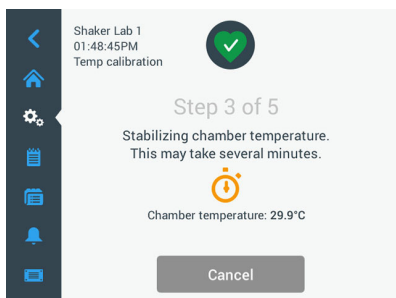 Shaker Lab 1
01:48:45PM
Temp calibration
Step 3 of 5
Stabilizing chamber temperature.
This may take several minutes.
Chamber temperature: 29.9°C
Cancel